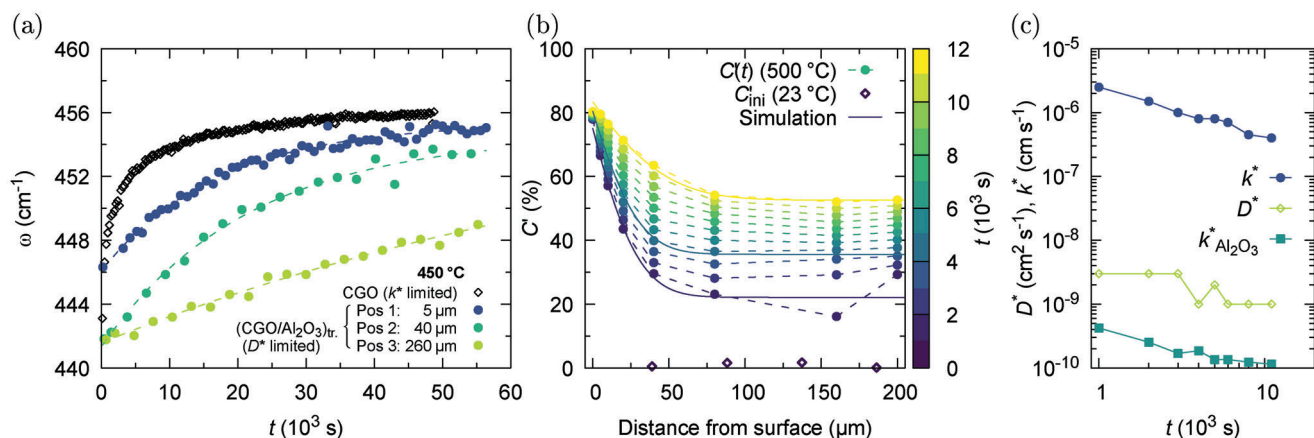 (a)
460
456
452
448
444
440
ω (cm⁻¹)
0 10 20 30 40 50 60
t (10³ s)
450 °C
CGO (k* limited)
(CGO/Al₂O₃)tr.
(D* limited)
Pos 1: 5 µm
Pos 2: 40 µm
Pos 3: 260 µm
(b)
100
80
60
40
20
0
C' (%)
0 50 100 150 200
Distance from surface (µm)
C'(t) (500 °C)
C'ini (23 °C)
Simulation
12
10
8
6
4
2
0
t (10³ s)
(c)
10⁻⁵
10⁻⁶
10⁻⁷
10⁻⁸
10⁻⁹
10⁻¹⁰
D* (cm² s⁻¹), k* (cm s⁻¹)
k*
D*
k*Al₂O₃
1 10
t (10³ s)